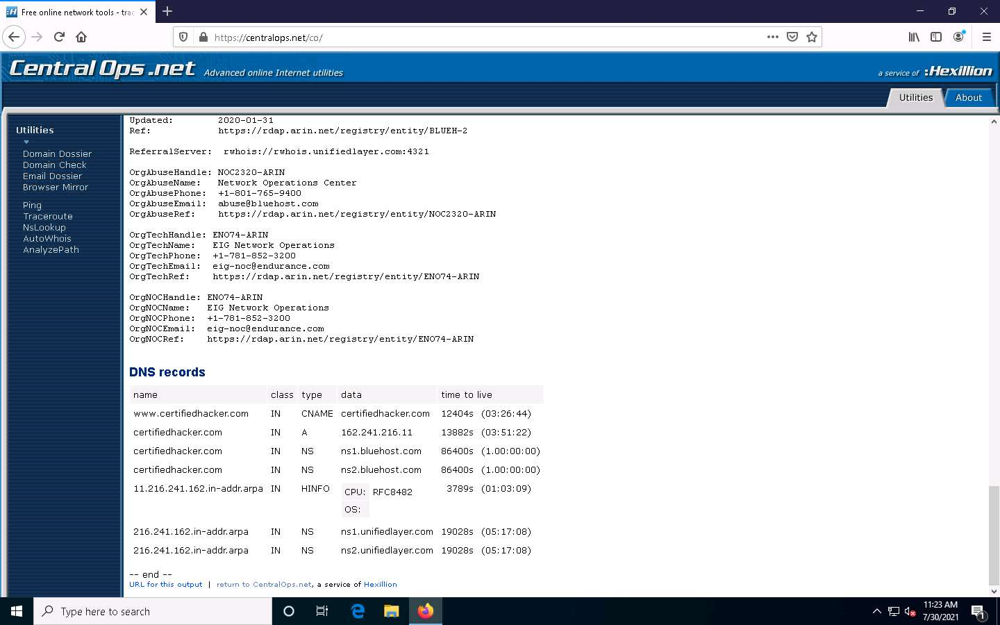 Free online network tools - trac
https://centralops.net/co/
Central Ops .net Advanced online Internet utilities
a service of :Hexillion
Utilities About
Utilities
Domain Dossier
Domain Check
Email Dossier
Browser Mirror
Ping
Traceroute
NsLookup
AutoWhois
AnalyzePath
Updated: 2020-01-31
Ref: https://rdap.arin.net/registry/entity/BLUEH-2
ReferralServer: rwhois://rwhois.unifiedlayer.com:4321
OrgAbuseHandle: NOC2320-ARIN
OrgAbuseName: Network Operations Center
OrgAbusePhone: +1-801-765-9400
OrgAbuseEmail: abuse@bluehost.com
OrgAbuseRef: https://rdap.arin.net/registry/entity/NOC2320-ARIN
OrgTechHandle: ENO74-ARIN
OrgTechName: EIG Network Operations
OrgTechPhone: +1-781-852-3200
OrgTechEmail: eig-noc@endurance.com
OrgTechRef: https://rdap.arin.net/registry/entity/ENO74-ARIN
OrgNOCHandle: ENO74-ARIN
OrgNOCName: EIG Network Operations
OrgNOCPhone: +1-781-852-3200
OrgNOCEmail: eig-noc@endurance.com
OrgNOCRef: https://rdap.arin.net/registry/entity/ENO74-ARIN
DNS records
name class type data time to live
www.certifiedhacker.com IN CNAME certifiedhacker.com 12404s (03:26:44)
certifiedhacker.com IN A 162.241.216.11 13882s (03:51:22)
certifiedhacker.com IN NS ns1.bluehost.com 86400s (1.00:00:00)
certifiedhacker.com IN NS ns2.bluehost.com 86400s (1.00:00:00)
11.216.241.162.in-addr.arpa IN HINFO CPU: RFC8482 3789s (01:03:09)
OS:
216.241.162.in-addr.arpa IN NS ns1.unifiedlayer.com 19028s (05:17:08)
216.241.162.in-addr.arpa IN NS ns2.unifiedlayer.com 19028s (05:17:08)
-- end --
URL for this output | return to CentralOps.net, a service of Hexillion
Type here to search
11:23 AM
7/30/2021
1